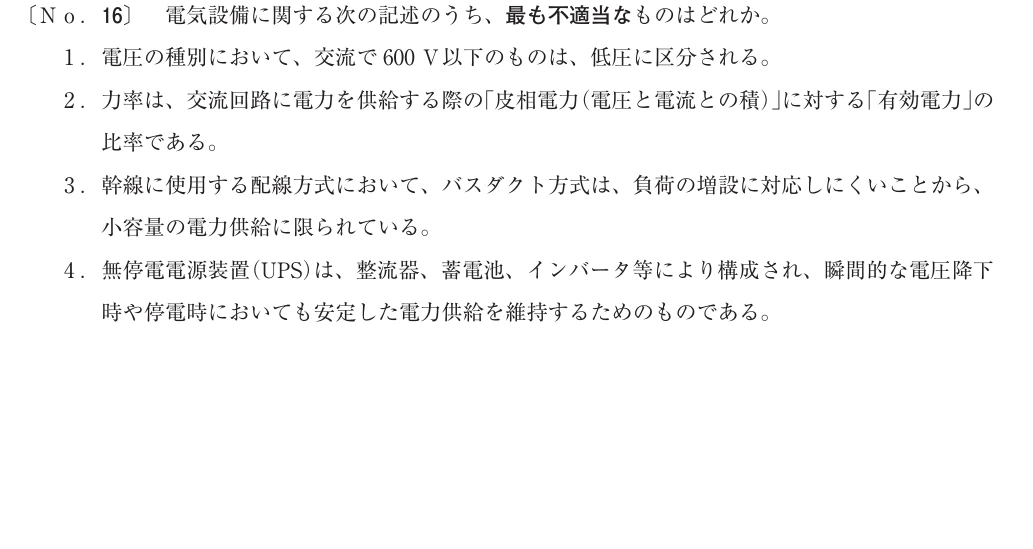 〔Ｎｏ．16〕　電気設備に関する次の記述のうち、最も不適当なものはどれか。
１．電圧の種別において、交流で 600 Ｖ以下のものは、低圧に区分される。
２．力率は、交流回路に電力を供給する際の「皮相電力（電圧と電流との積）」に対する「有効電力」の
比率である。
３．幹線に使用する配線方式において、バスダクト方式は、負荷の増設に対応しにくいことから、
小容量の電力供給に限られている。
４．無停電電源装置（UPS）は、整流器、蓄電池、インバータ等により構成され、瞬間的な電圧降下
時や停電時においても安定した電力供給を維持するためのものである。